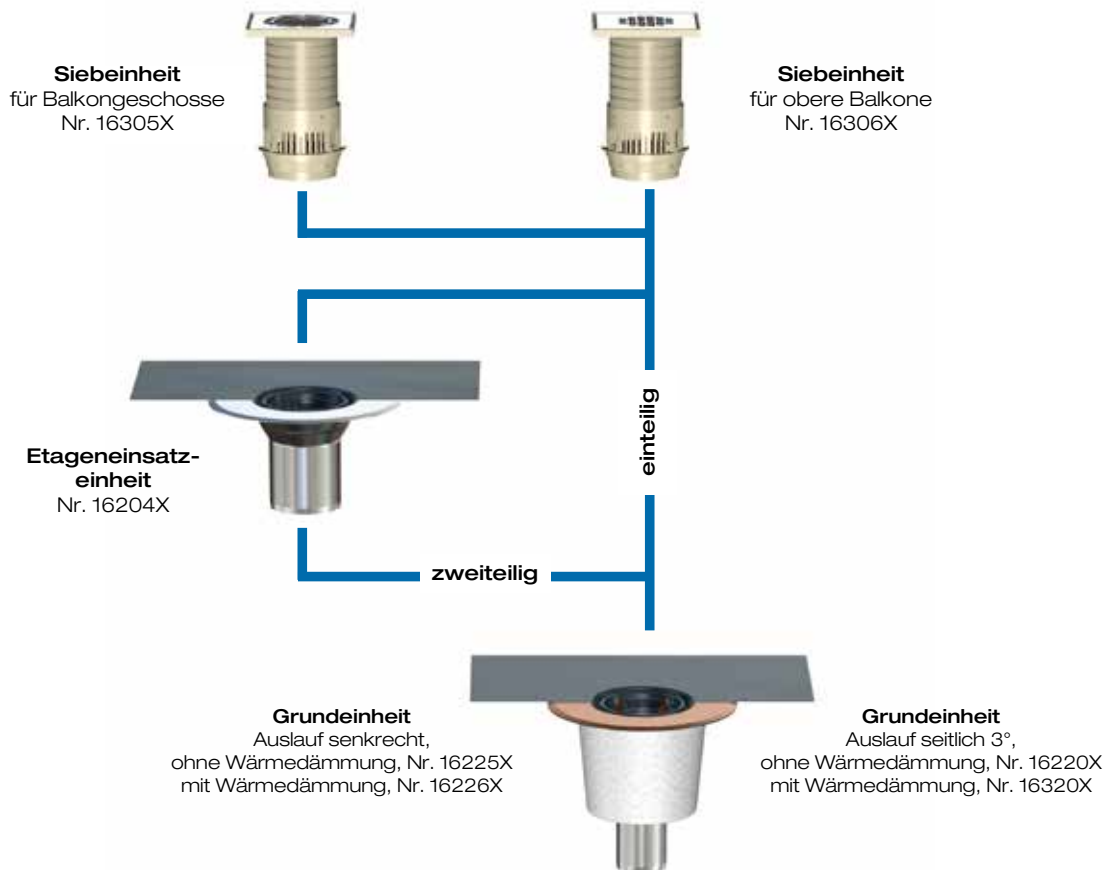 Siebeinheit
für Balkongeschosse
Nr. 16305X
Siebeinheit
für obere Balkone
Nr. 16306X
einteilig
Etageneinsatz-
einheit
Nr. 16204X
zweiteilig
Grundeinheit
Auslauf senkrecht,
ohne Wärmedämmung, Nr. 16225X
mit Wärmedämmung, Nr. 16226X
Grundeinheit
Auslauf seitlich 3°,
ohne Wärmedämmung, Nr. 16220X
mit Wärmedämmung, Nr. 16320X